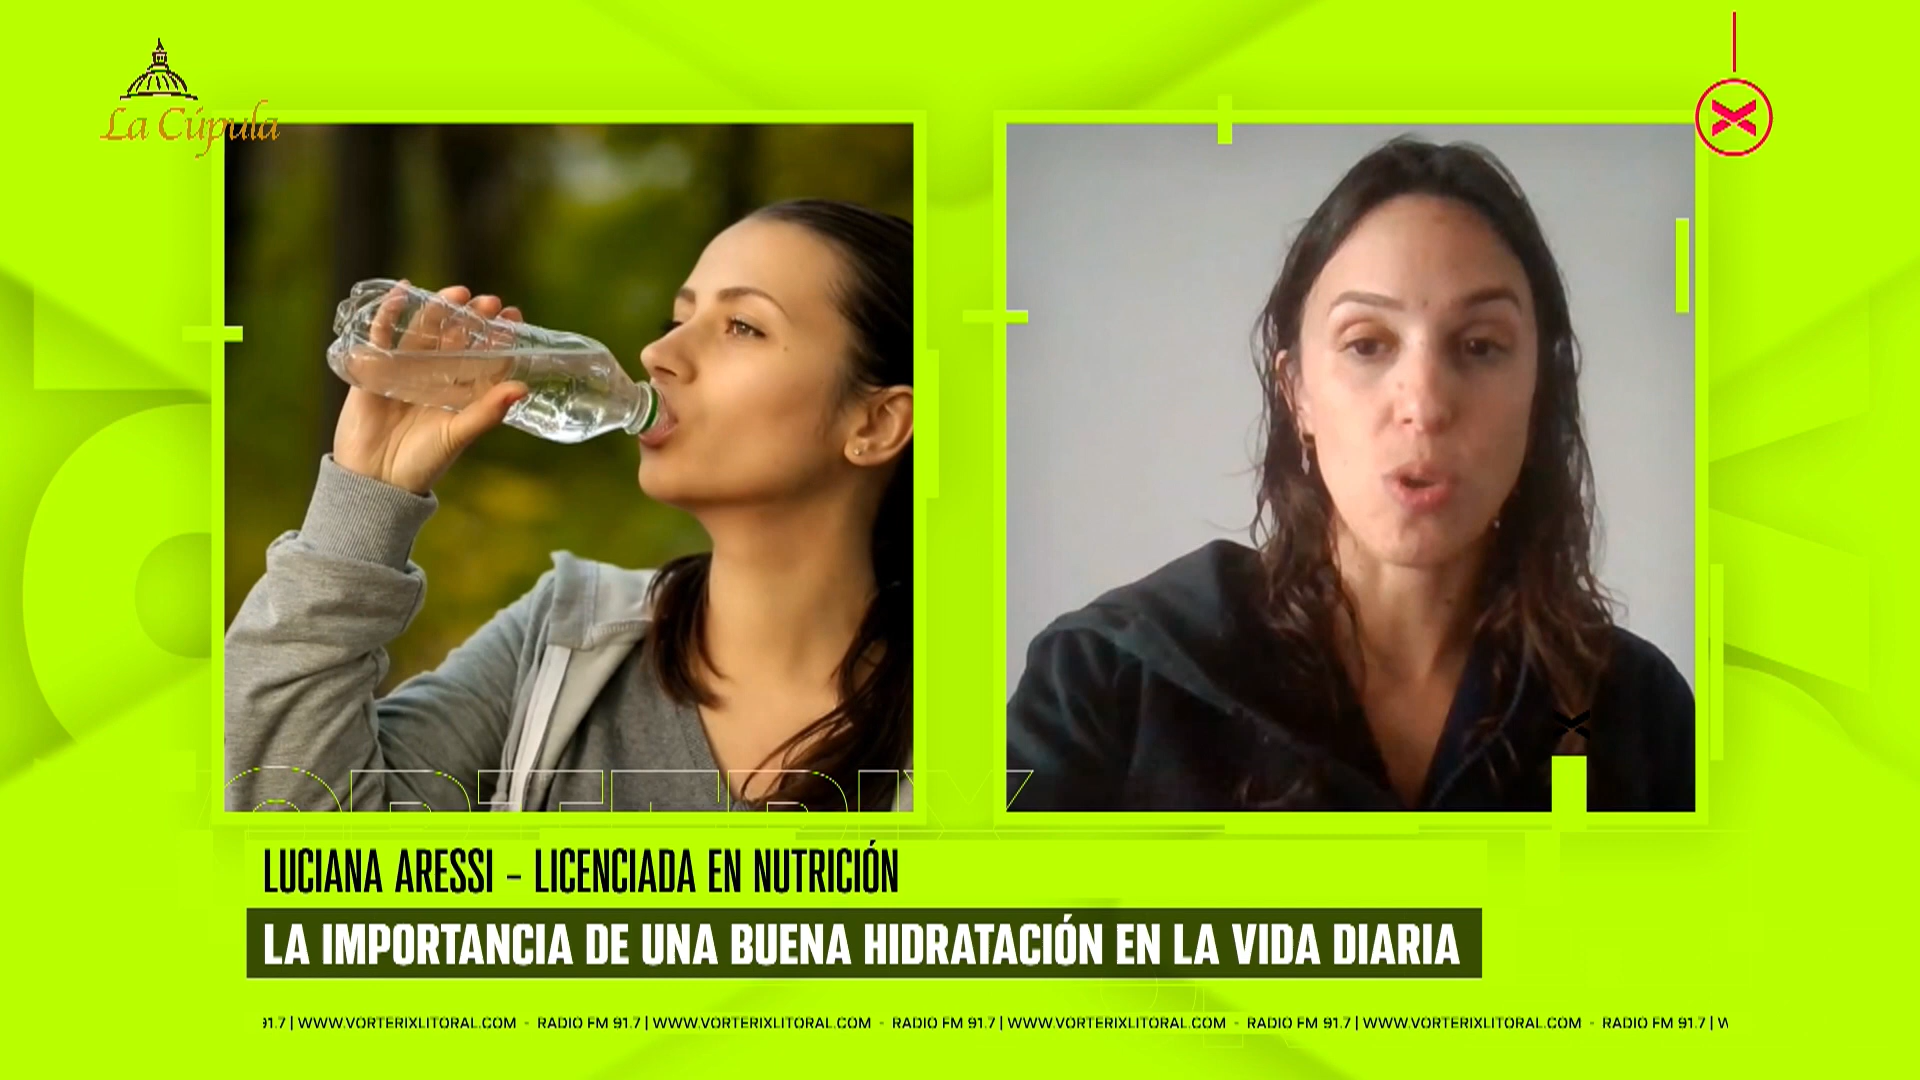 La Cúpula
VORTERIX
LUCIANA ARESSI – LICENCIADA EN NUTRICIÓN
LA IMPORTANCIA DE UNA BUENA HIDRATACIÓN EN LA VIDA DIARIA
91.7 | WWW.VORTERIXLITORAL.COM - RADIO FM 91.7 | WWW.VORTERIXLITORAL.COM - RADIO FM 91.7 | WWW.VORTERIXLITORAL.COM - RADIO FM 91.7 | WWW.VORTERIXLITORAL.COM - RADIO FM 91.7 | W